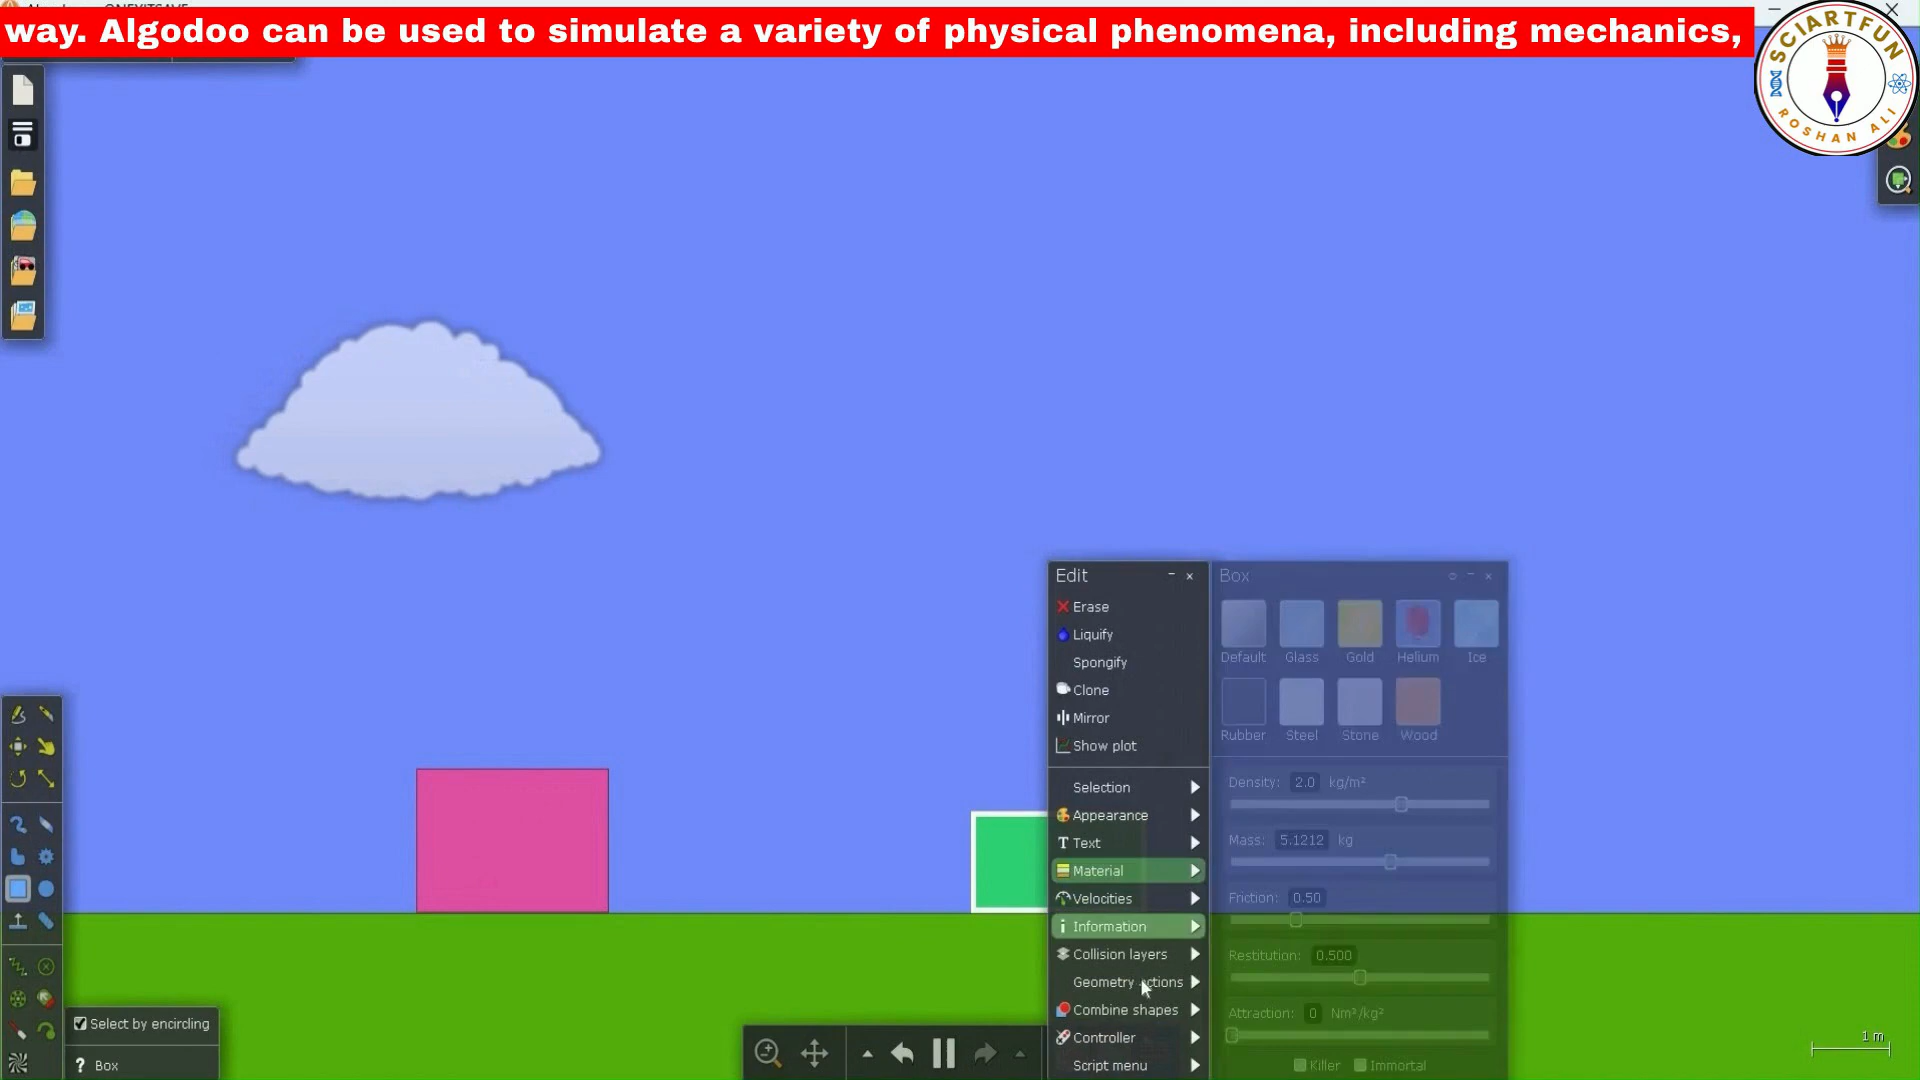 way. Algodoo can be used to simulate a variety of physical phenomena, including mechanics,
SCIARTFUN
ROSHAN ALI
Edit
Erase
Liquify
Spongify
Clone
Mirror
Show plot
Selection
Appearance
Text
Material
Velocities
Information
Collision layers
Geometry actions
Combine shapes
Controller
Script menu
Box
Default Glass Gold Helium Ice
Rubber Steel Stone Wood
Density: 2.0 kg/m²
Mass: 5.1212 kg
Friction: 0.50
Restitution: 0.500
Attraction: 0 Nm²/kg²
Killer Immortal
Select by encircling
? Box
1 m